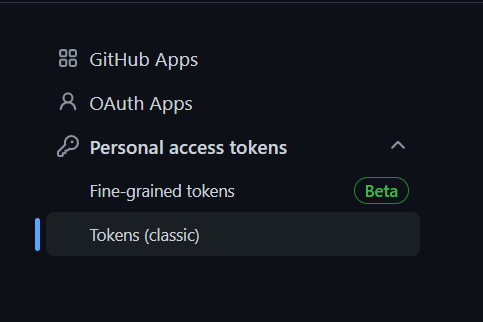 GitHub Apps
OAuth Apps
Personal access tokens
Fine-grained tokens Beta
Tokens (classic)